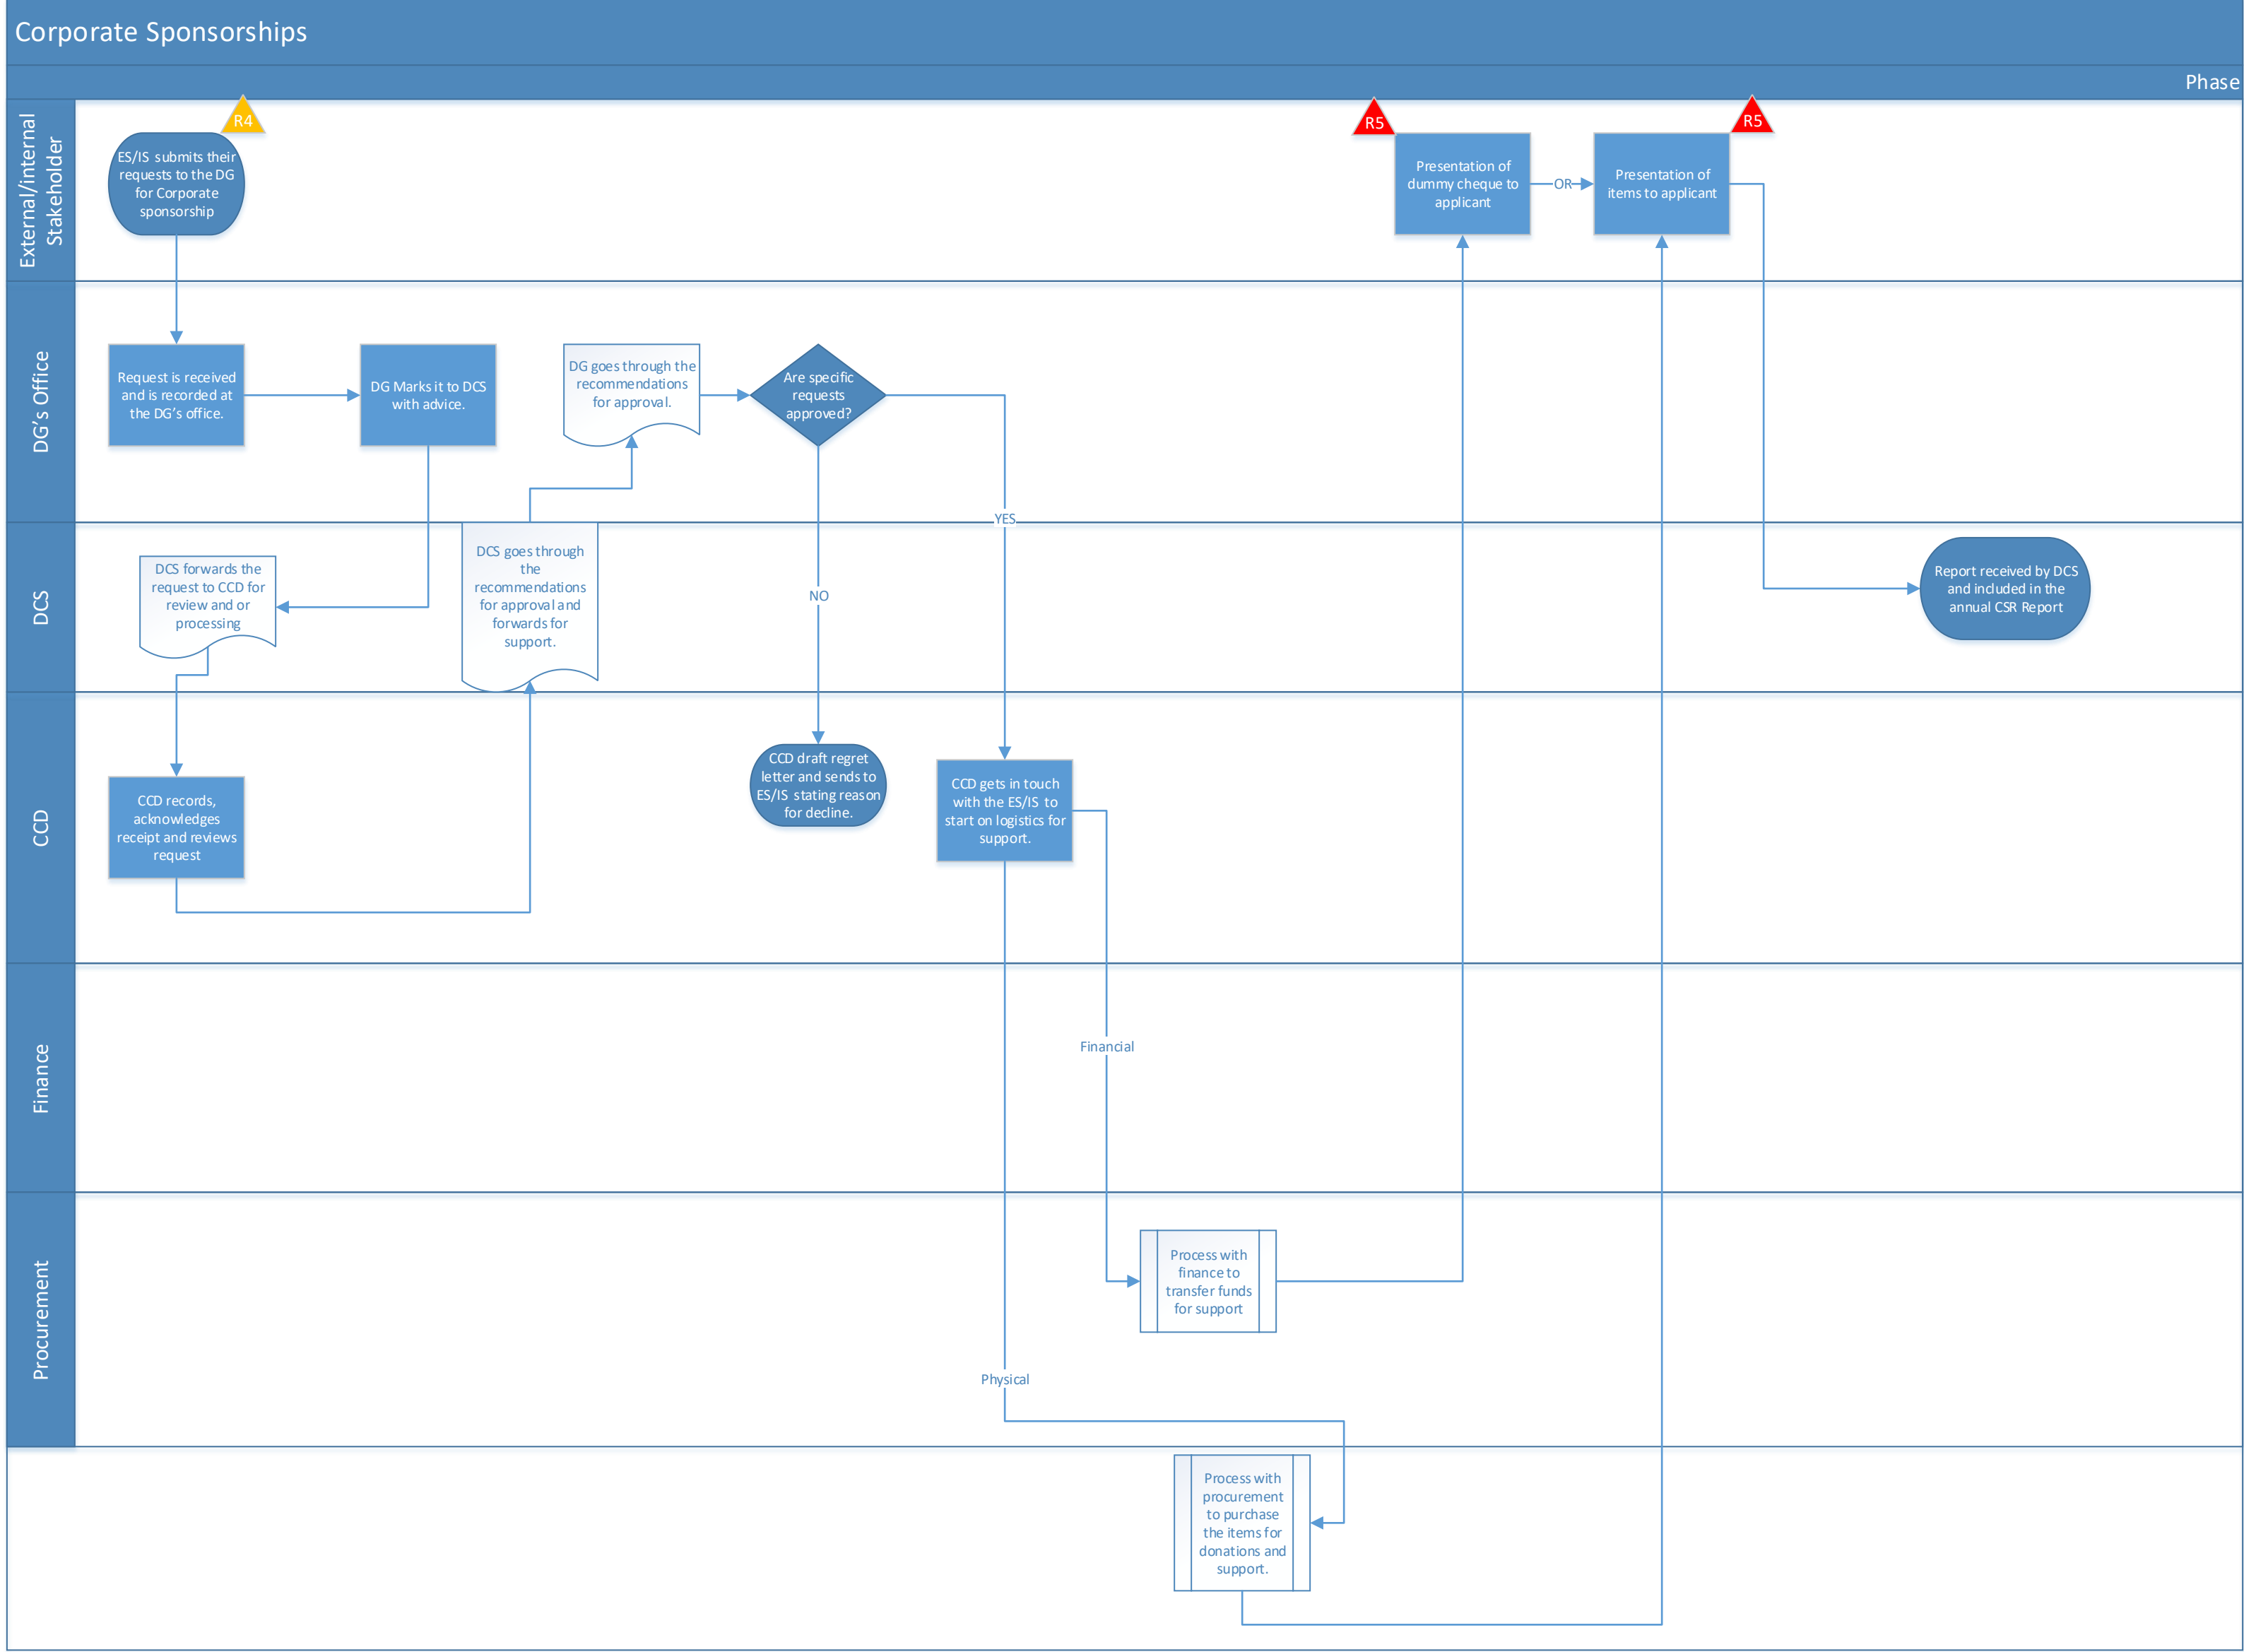 Corporate Sponsorships
Phase
External/internal
Stakeholder
R4
ES/IS submits their
requests to the DG
for Corporate
sponsorship
R5
Presentation of
dummy cheque to
applicant
OR
R5
Presentation of
items to applicant
DG's Office
Request is received
and is recorded at
the DG's office.
DG Marks it to DCS
with advice.
DG goes through the
recommendations
for approval.
Are specific
requests
approved?
YES
NO
DCS
DCS forwards the
request to CCD for
review and or
processing
DCS goes through
the
recommendations
for approval and
forwards for
support.
Report received by DCS
and included in the
annual CSR Report
CCD
CCD records,
acknowledges
receipt and reviews
request
CCD draft regret
letter and sends to
ES/IS stating reason
for decline.
CCD gets in touch
with the ES/IS to
start on logistics for
support.
Finance
Financial
Procurement
Process with
finance to
transfer funds
for support
Physical
Process with
procurement
to purchase
the items for
donations and
support.